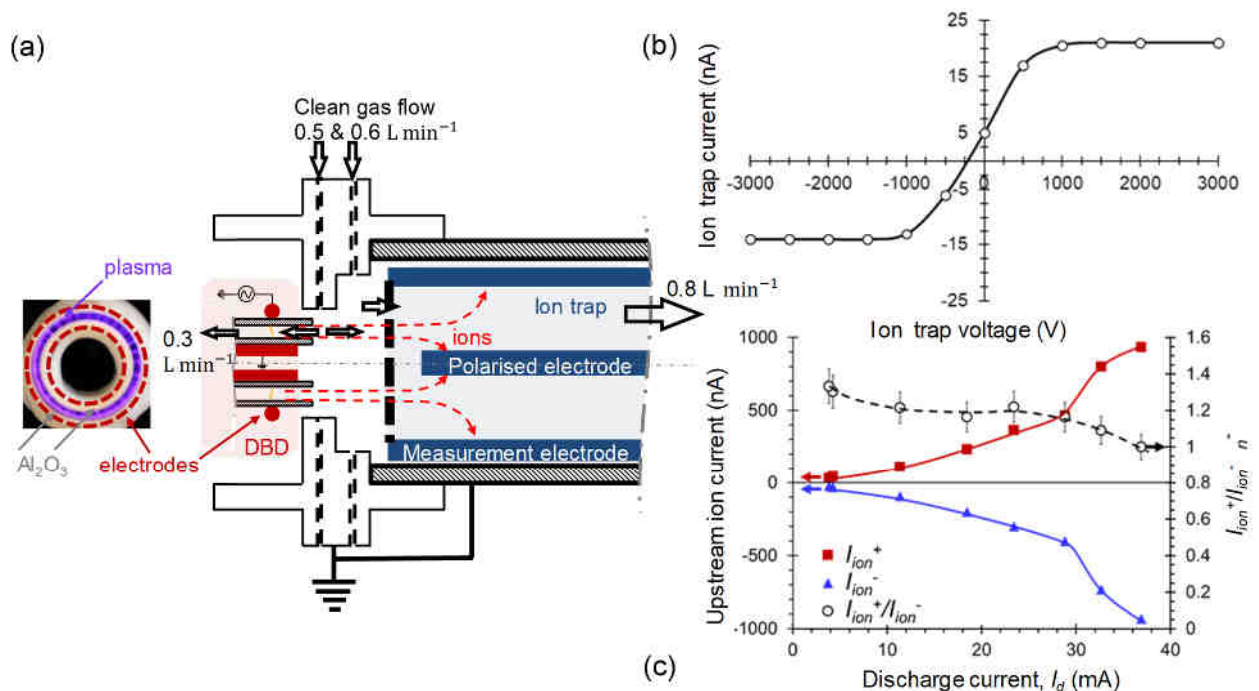 (a)
Clean gas flow
0.5 & 0.6 L min⁻¹
plasma
Al₂O₃
electrodes
0.3
L min⁻¹
DBD
ions
Ion trap
0.8 L min⁻¹
Polarised electrode
Measurement electrode
(b)
Ion trap current (nA)
25
15
5
-5
-15
-25
-3000
-2000
-1000
0
1000
2000
3000
Ion trap voltage (V)
(c)
Upstream ion current (nA)
1000
500
0
-500
-1000
1.6
1.4
1.2
1
0.8
0.6
0.4
0.2
0
I_ion⁺/I_ion⁻ n⁻
I_ion⁺
I_ion⁻
I_ion⁺/I_ion⁻
0
10
20
30
40
Discharge current, I_d (mA)